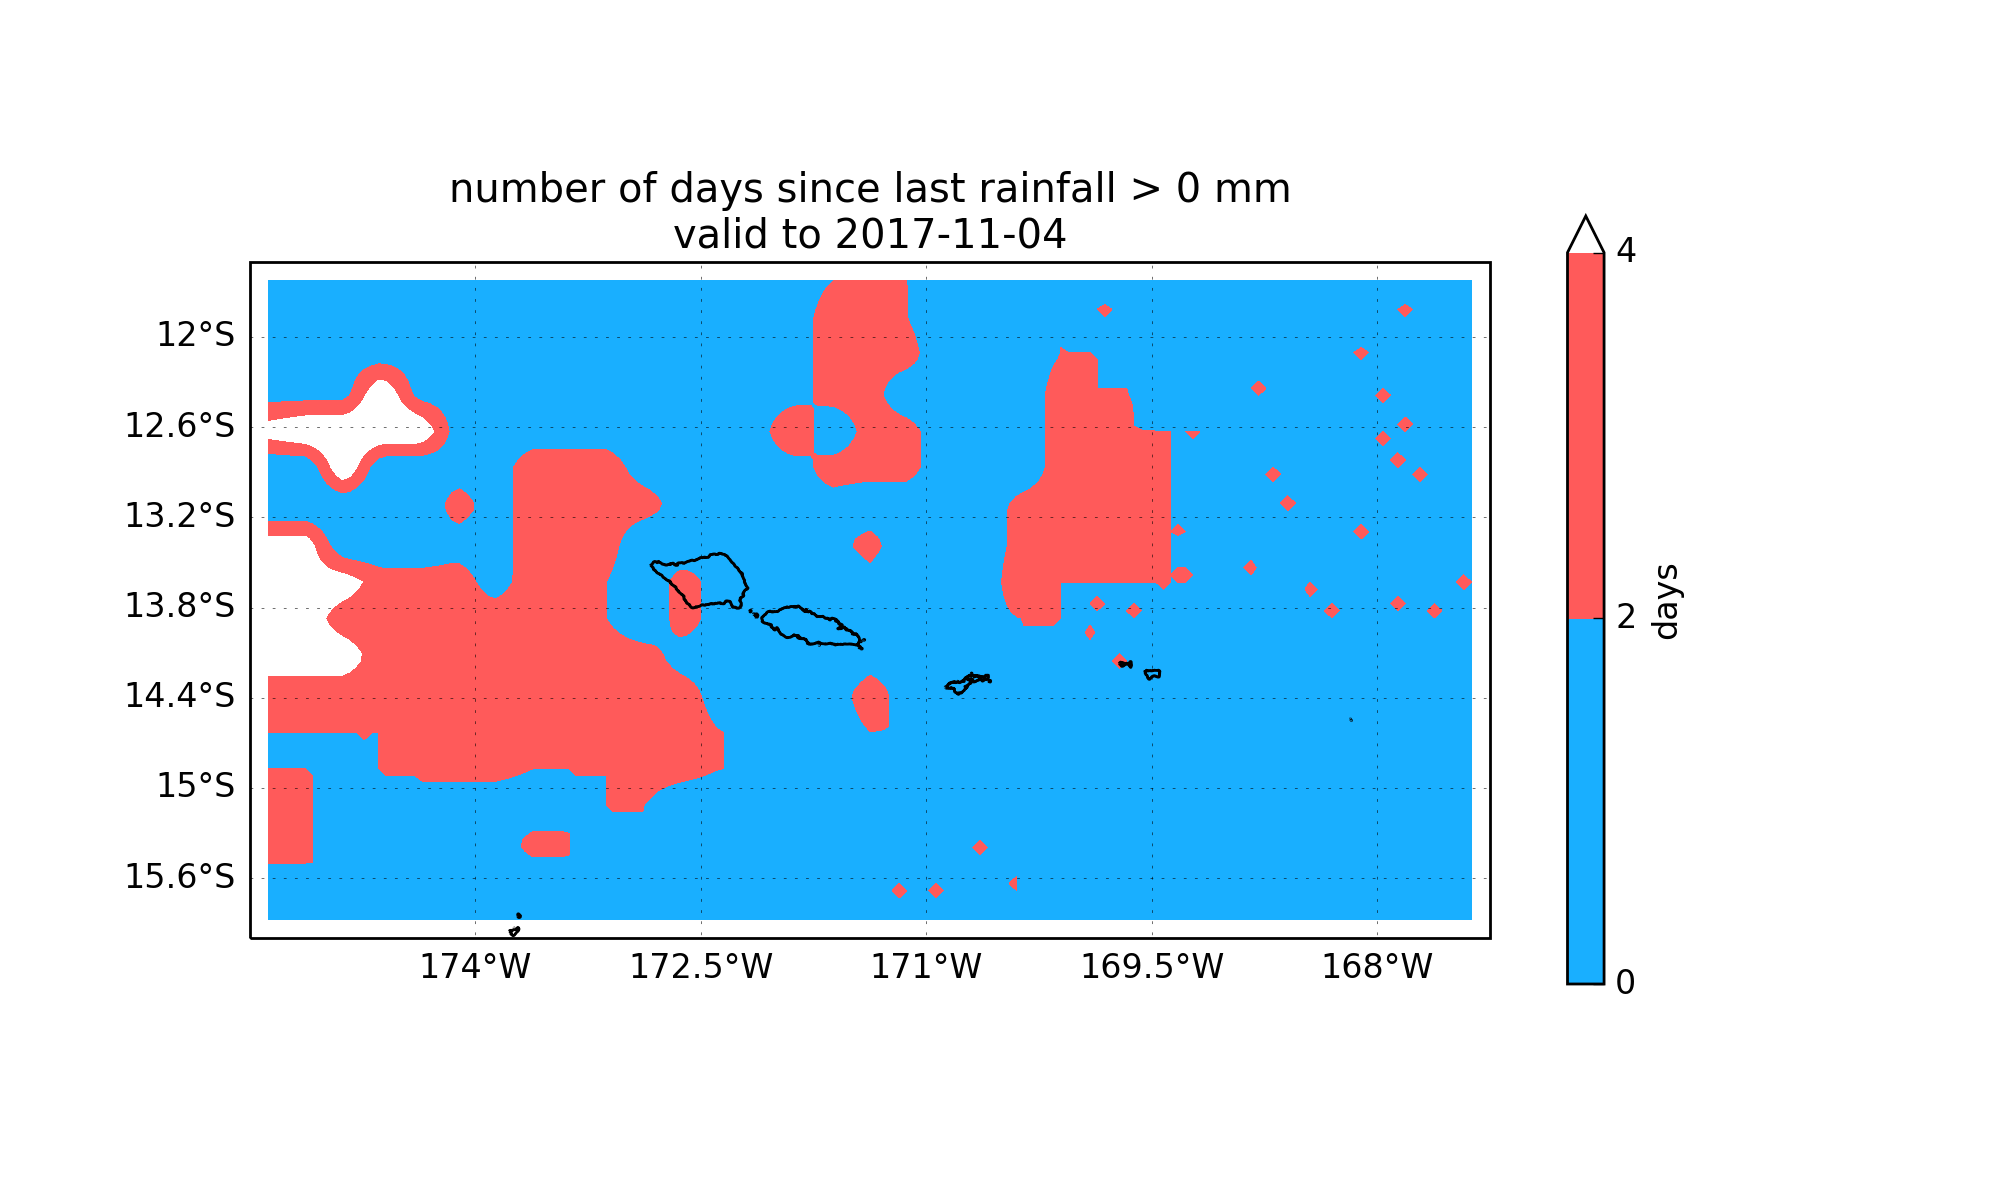 number of days since last rainfall > 0 mm
valid to 2017-11-04
12°S
12.6°S
13.2°S
13.8°S
14.4°S
15°S
15.6°S
174°W
172.5°W
171°W
169.5°W
168°W
4
2
0
days